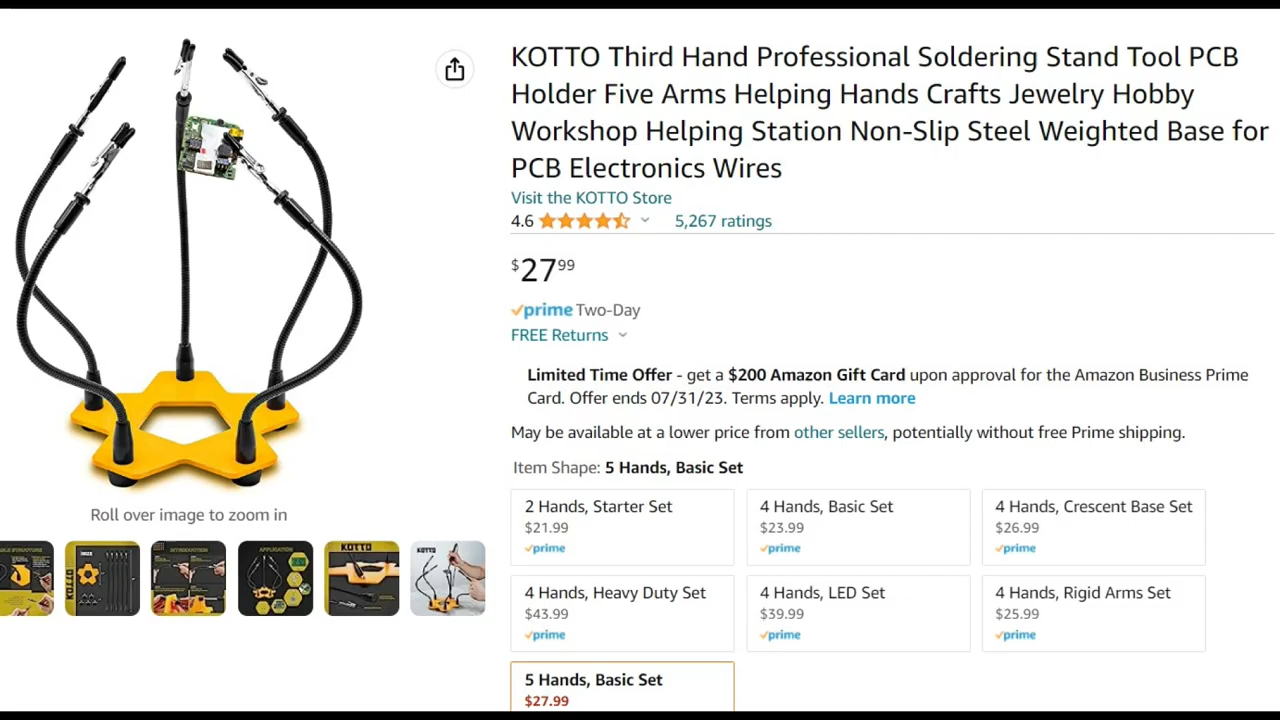 KOTTO Third Hand Professional Soldering Stand Tool PCB
Holder Five Arms Helping Hands Crafts Jewelry Hobby
Workshop Helping Station Non-Slip Steel Weighted Base for
PCB Electronics Wires
Visit the KOTTO Store
4.6 5,267 ratings
$27.99
prime Two-Day
FREE Returns
Limited Time Offer - get a $200 Amazon Gift Card upon approval for the Amazon Business Prime
Card. Offer ends 07/31/23. Terms apply. Learn more
May be available at a lower price from other sellers, potentially without free Prime shipping.
Item Shape: 5 Hands, Basic Set
2 Hands, Starter Set
$21.99
prime
4 Hands, Basic Set
$23.99
prime
4 Hands, Crescent Base Set
$26.99
prime
4 Hands, Heavy Duty Set
$43.99
prime
4 Hands, LED Set
$39.99
prime
4 Hands, Rigid Arms Set
$25.99
prime
5 Hands, Basic Set
$27.99
Roll over image to zoom in
KOTTO
INTRODUCTION
APPLICATION
KOTTO
KOTTO